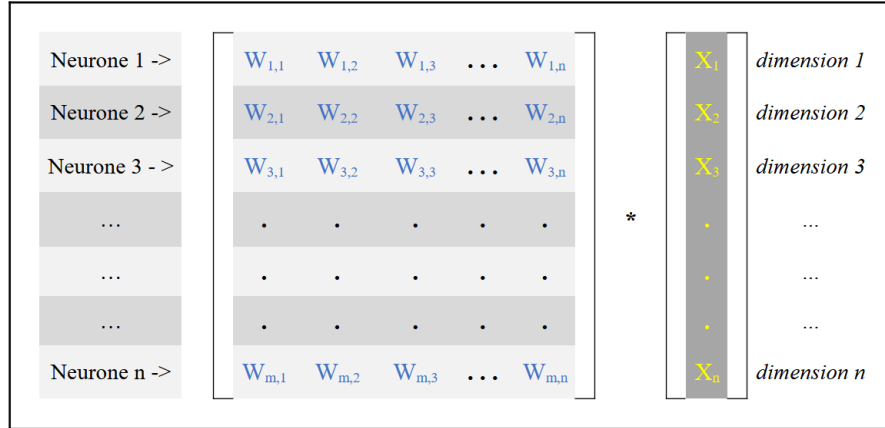 Neurone 1 -> W1,1 W1,2 W1,3 ... W1,n X1 dimension 1
Neurone 2 -> W2,1 W2,2 W2,3 ... W2,n X2 dimension 2
Neurone 3 - > W3,1 W3,2 W3,3 ... W3,n X3 dimension 3
... . . . . . * . ...
... . . . . . . ...
... . . . . . . ...
Neurone n -> Wm,1 Wm,2 Wm,3 ... Wm,n Xn dimension n